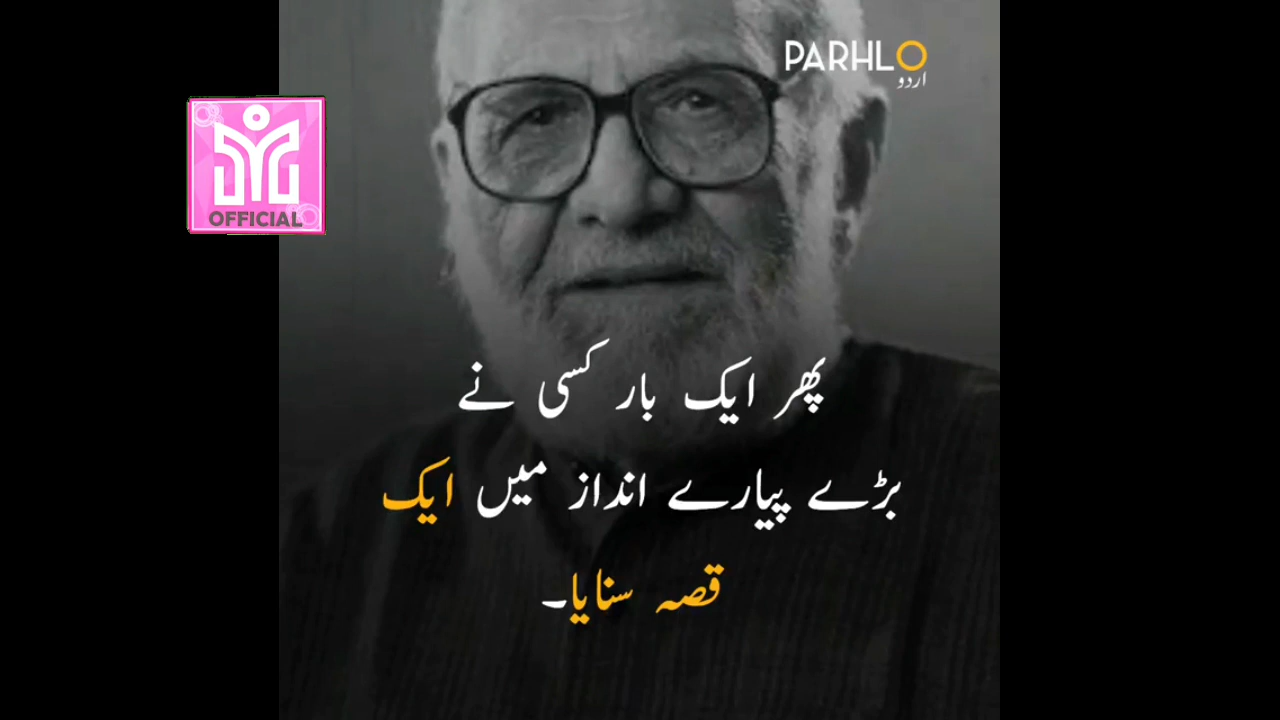 PARHLO
اردو
OFFICIAL
پھر ایک بار کسی نے
بڑے پیارے انداز میں ایک
قصہ سنایا۔